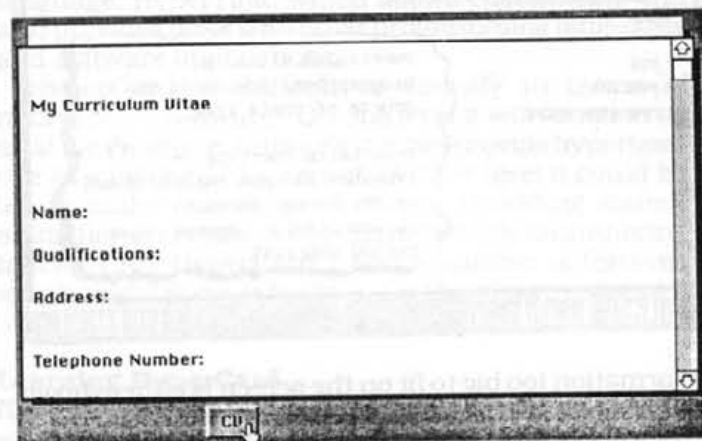 My Curriculum Vitae
Name:
Qualifications:
Address:
Telephone Number:
CV